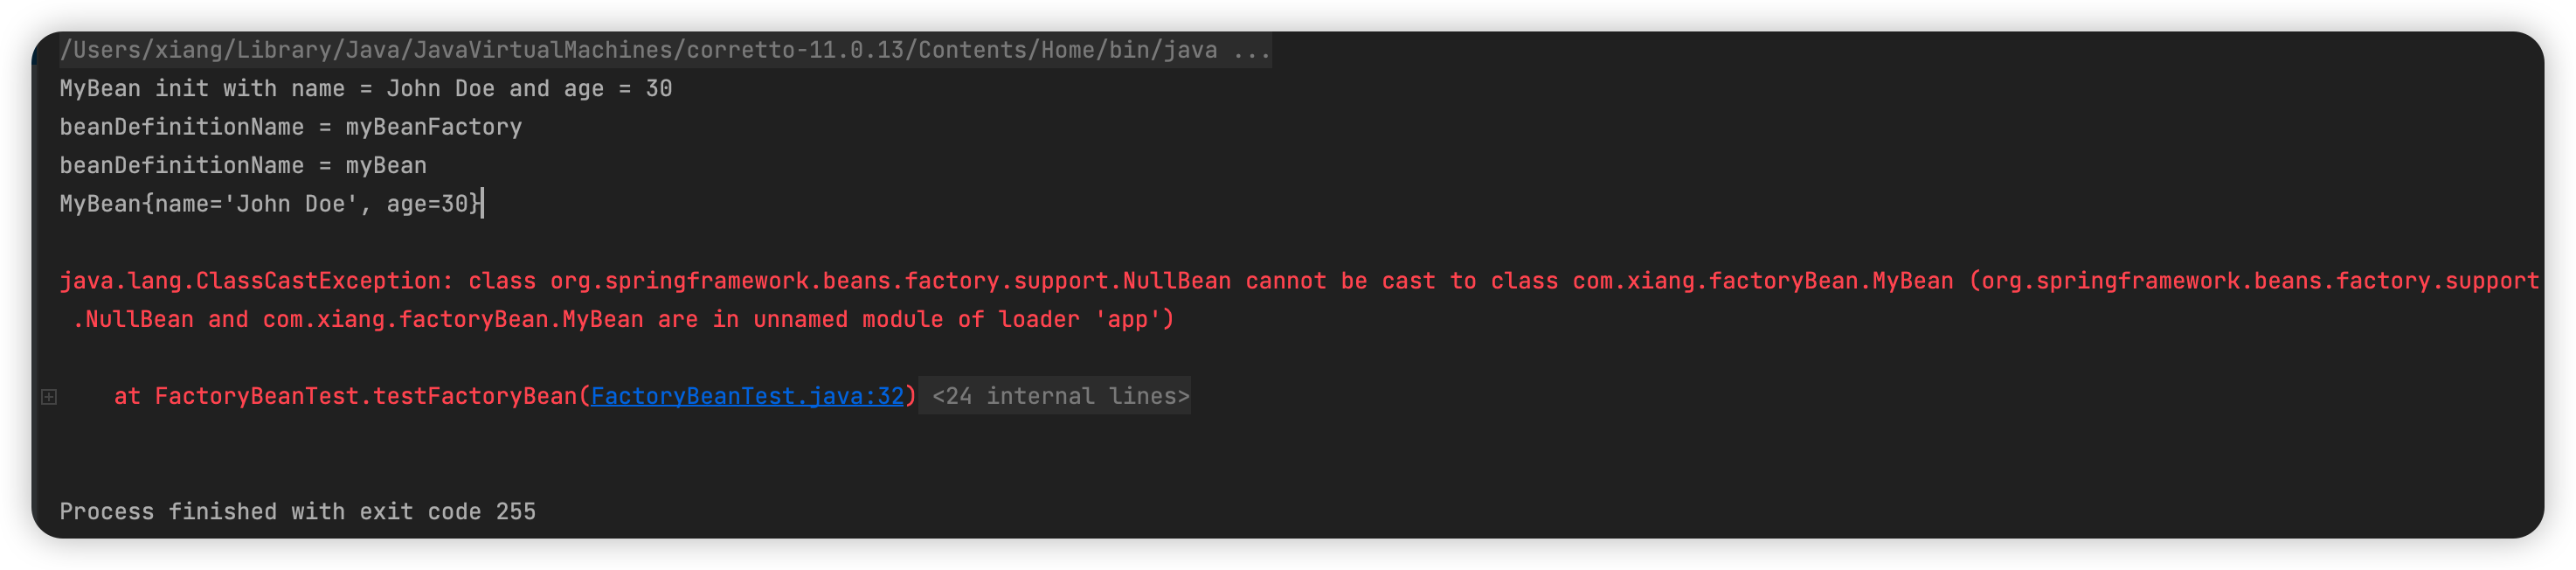 /Users/xiang/Library/Java/JavaVirtualMachines/corretto-11.0.13/Contents/Home/bin/java ...
MyBean init with name = John Doe and age = 30
beanDefinitionName = myBeanFactory
beanDefinitionName = myBean
MyBean{name='John Doe', age=30}
java.lang.ClassCastException: class org.springframework.beans.factory.support.NullBean cannot be cast to class com.xiang.factoryBean.MyBean (org.springframework.beans.factory.support
.NullBean and com.xiang.factoryBean.MyBean are in unnamed module of loader 'app')
at FactoryBeanTest.testFactoryBean(FactoryBeanTest.java:32) <24 internal lines>
Process finished with exit code 255